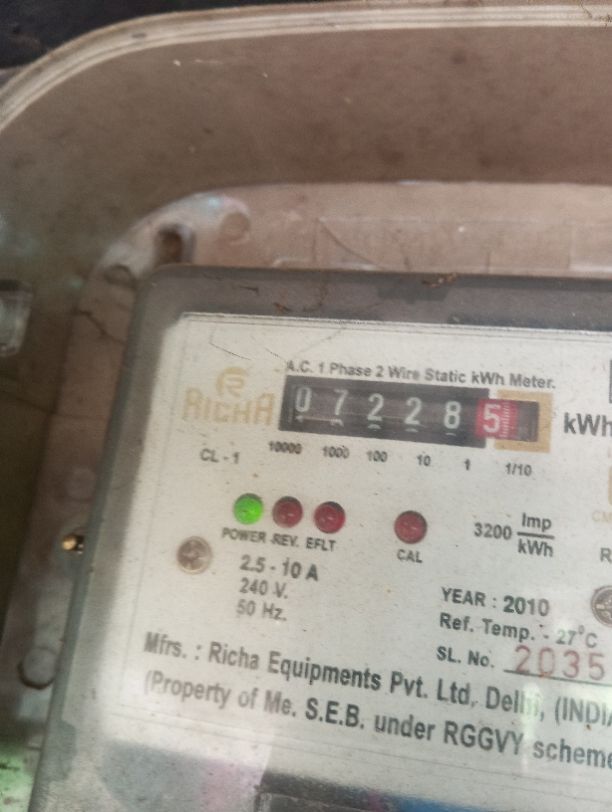 A.C. 1 Phase 2 Wire Static kWh Meter.
RICHA
0 7 2 2 8 5
kWh
CL - 1
10000 1000 100 10 1 1/10
POWER REV. EFLT
CAL
3200 Imp/kWh
2.5 - 10 A
240 V.
50 Hz.
YEAR : 2010
Ref. Temp. - 27°C
SL. No. 2035
Mfrs. : Richa Equipments Pvt. Ltd, Delhi, (INDIA
(Property of Me. S.E.B. under RGGVY scheme